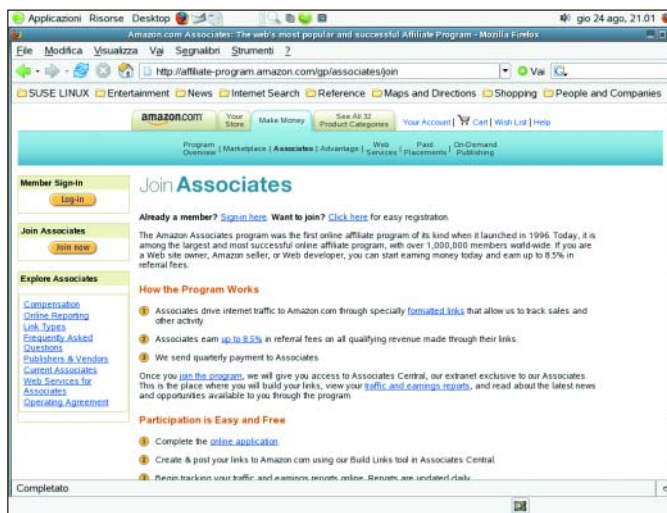 Applicazioni Risorse Desktop gio 24 ago, 21.01
Amazon.com Associates: The web's most popular and successful Affiliate Program - Mozilla Firefox
File Modifica Visualizza Vai Segnalibri Strumenti ?
http://affiliate-program.amazon.com/gp/associates/join Vai
SUSE LINUX Entertainment News Internet Search Reference Maps and Directions Shopping People and Companies
amazon.com Your Store Make Money See All 32 Product Categories Your Account | Cart | Wish List | Help
Program Overview | Marketplace | Associates | Advantage | Web Services | Paid Placements | On-Demand Publishing
Member Sign-In
Log-in
Join Associates
Join now
Explore Associates
Compensation
Online Reporting
Link Types
Frequently Asked
Questions
Publishers & Vendors
Current Associates
Web Services for
Associates
Operating Agreement
Join Associates
Already a member? Sign-in here. Want to join? Click here for easy registration.
The Amazon Associates program was the first online affiliate program of its kind when it launched in 1996. Today, it is
among the largest and most successful online affiliate program, with over 1,000,000 members world-wide. If you are
a Web site owner, Amazon seller, or Web developer, you can start earning money today and earn up to 8.5% in
referral fees.
How the Program Works
1 Associates drive internet traffic to Amazon.com through specially formatted links that allow us to track sales and
other activity.
2 Associates earn up to 8.5% in referral fees on all qualifying revenue made through their links.
3 We send quarterly payment to Associates.
Once you join the program, we will give you access to Associates Central, our extranet exclusive to our Associates.
This is the place where you will build your links, view your traffic and earnings reports, and read about the latest news
and opportunities available to you through the program.
Participation is Easy and Free
1 Complete the online application.
2 Create & post your links to Amazon.com using our Build Links tool in Associates Central.
3 Begin tracking your traffic and earnings reports online. Reports are updated daily.
Completato